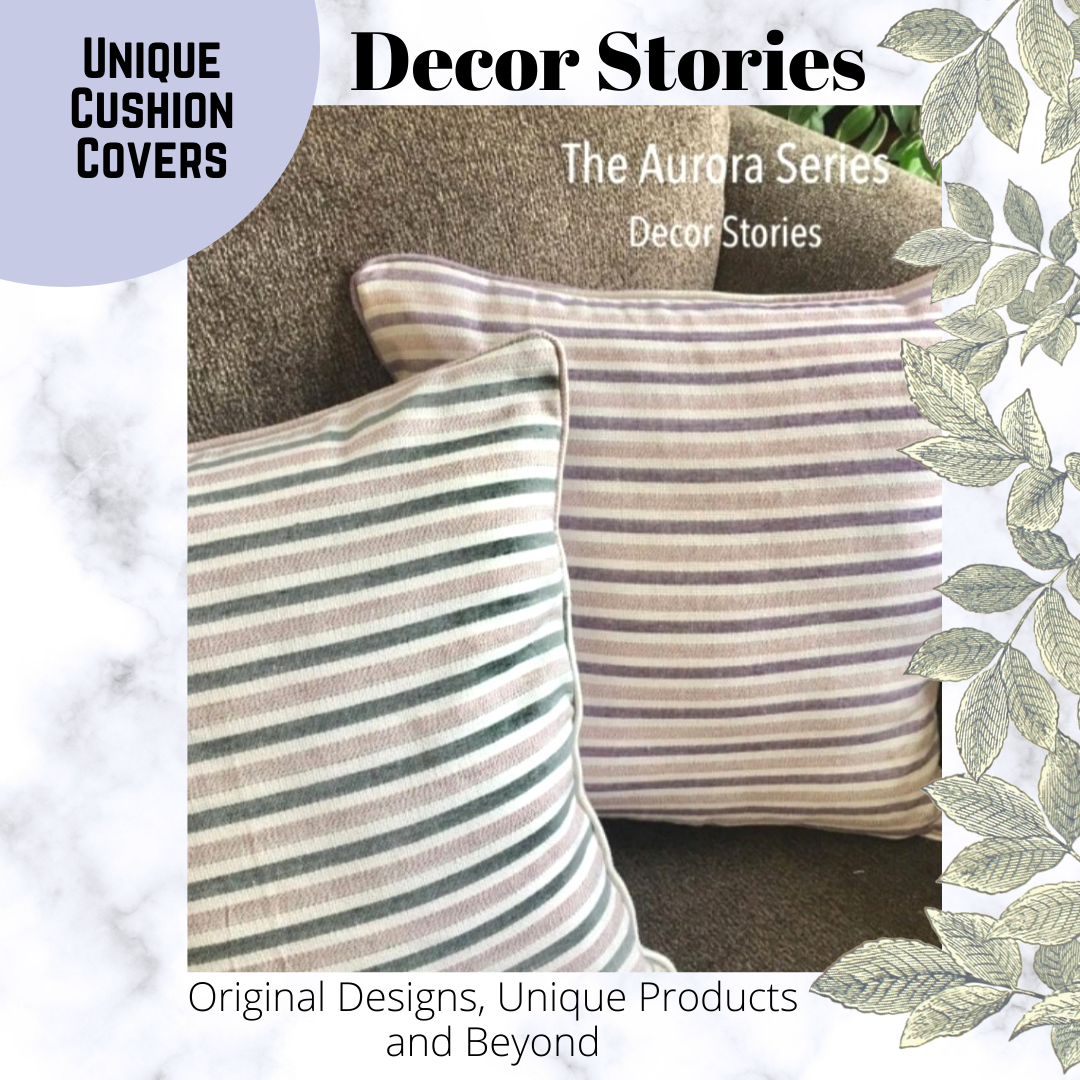 Unique
Cushion
Covers
Decor Stories
The Aurora Series
Decor Stories
Original Designs, Unique Products
and Beyond